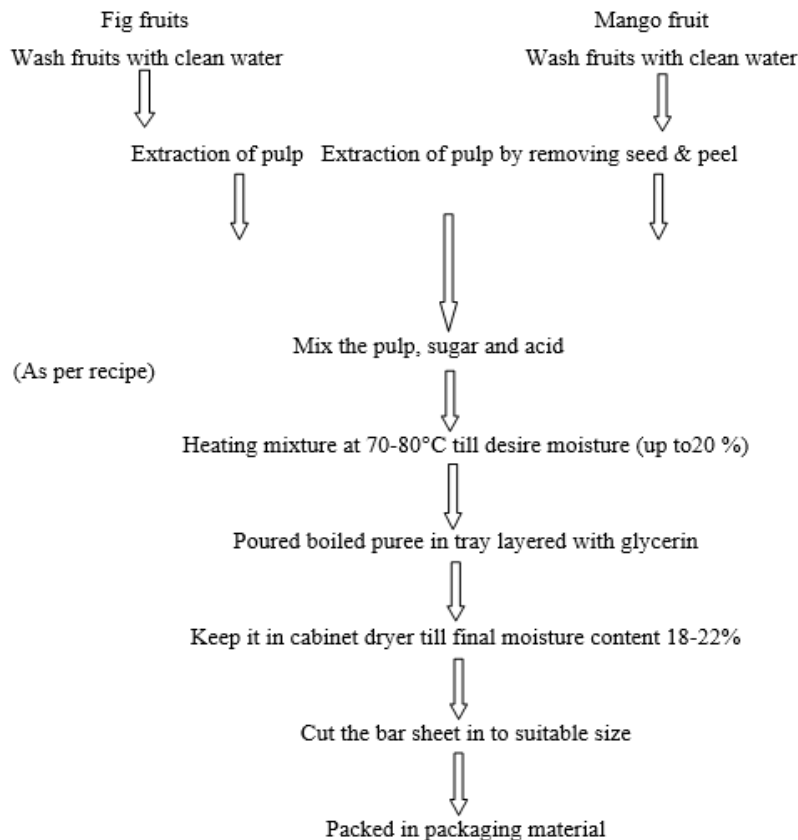 Fig fruits
Mango fruit
Wash fruits with clean water
Wash fruits with clean water
Extraction of pulp
Extraction of pulp by removing seed & peel
Mix the pulp, sugar and acid
(As per recipe)
Heating mixture at 70-80°C till desire moisture (up to20 %)
Poured boiled puree in tray layered with glycerin
Keep it in cabinet dryer till final moisture content 18-22%
Cut the bar sheet in to suitable size
Packed in packaging material